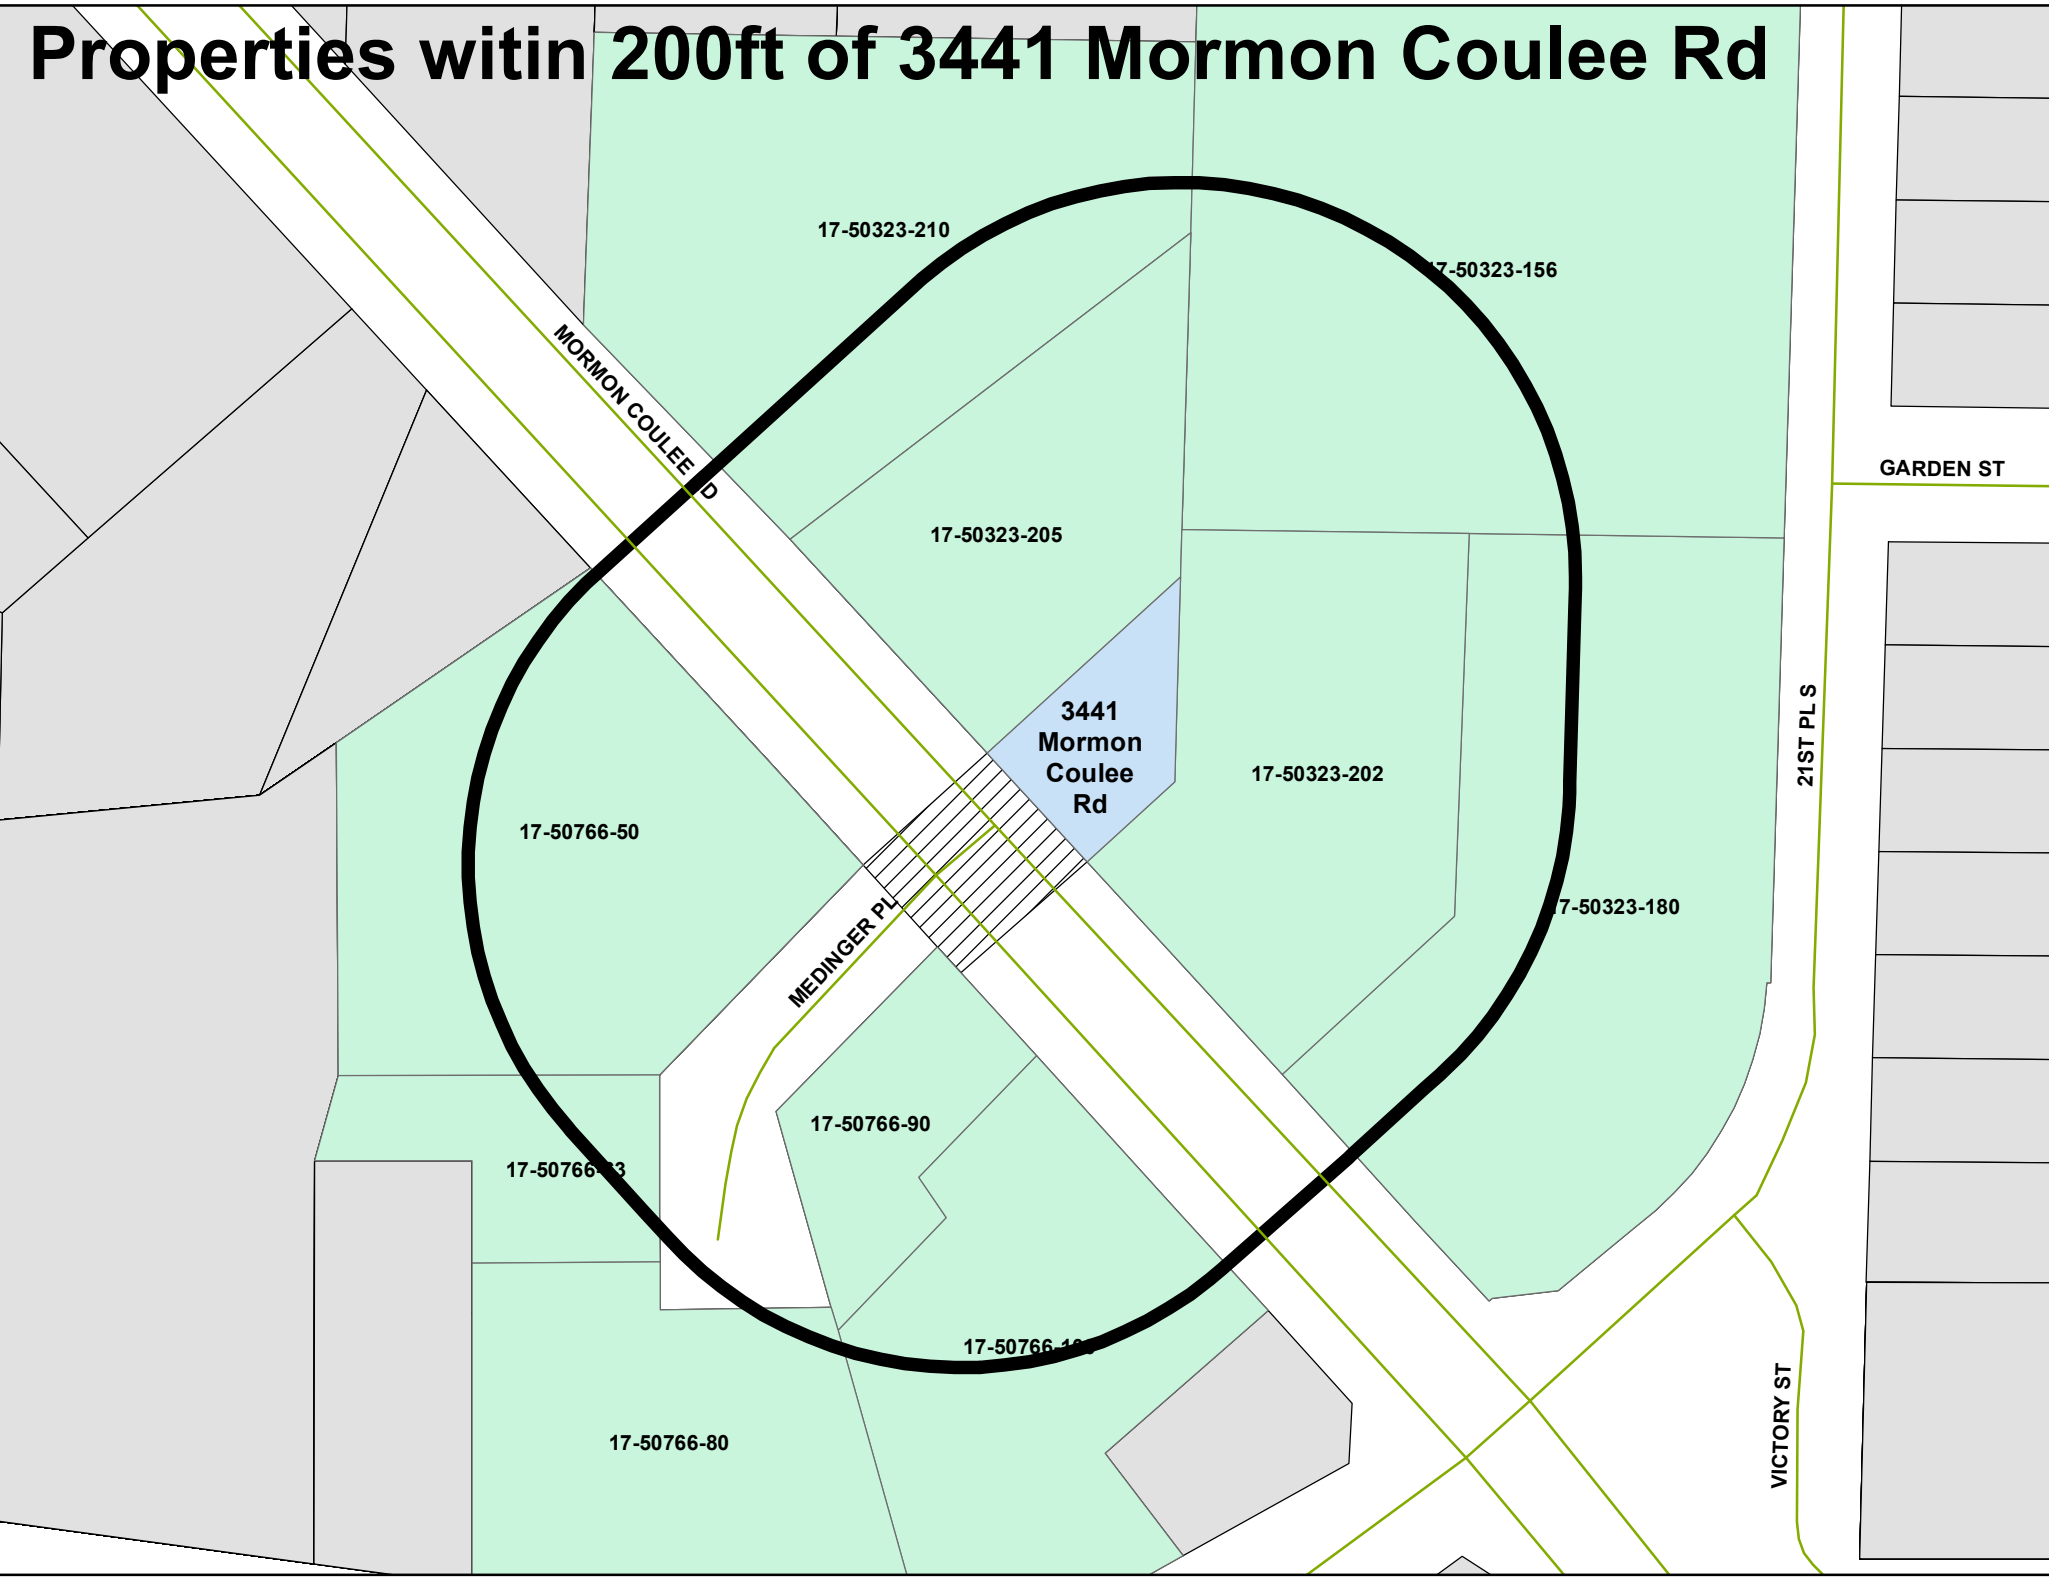 Properties witin 200ft of 3441 Mormon Coulee Rd
17-50323-210
17-50323-156
MORMON COULEE
GARDEN ST
17-50323-205
3441
Mormon
Coulee
Rd
21ST PL S
17-50323-202
17-50766-50
17-50323-180
MEDINGER PL
17-50766-90
VICTORY ST
17-50766-80